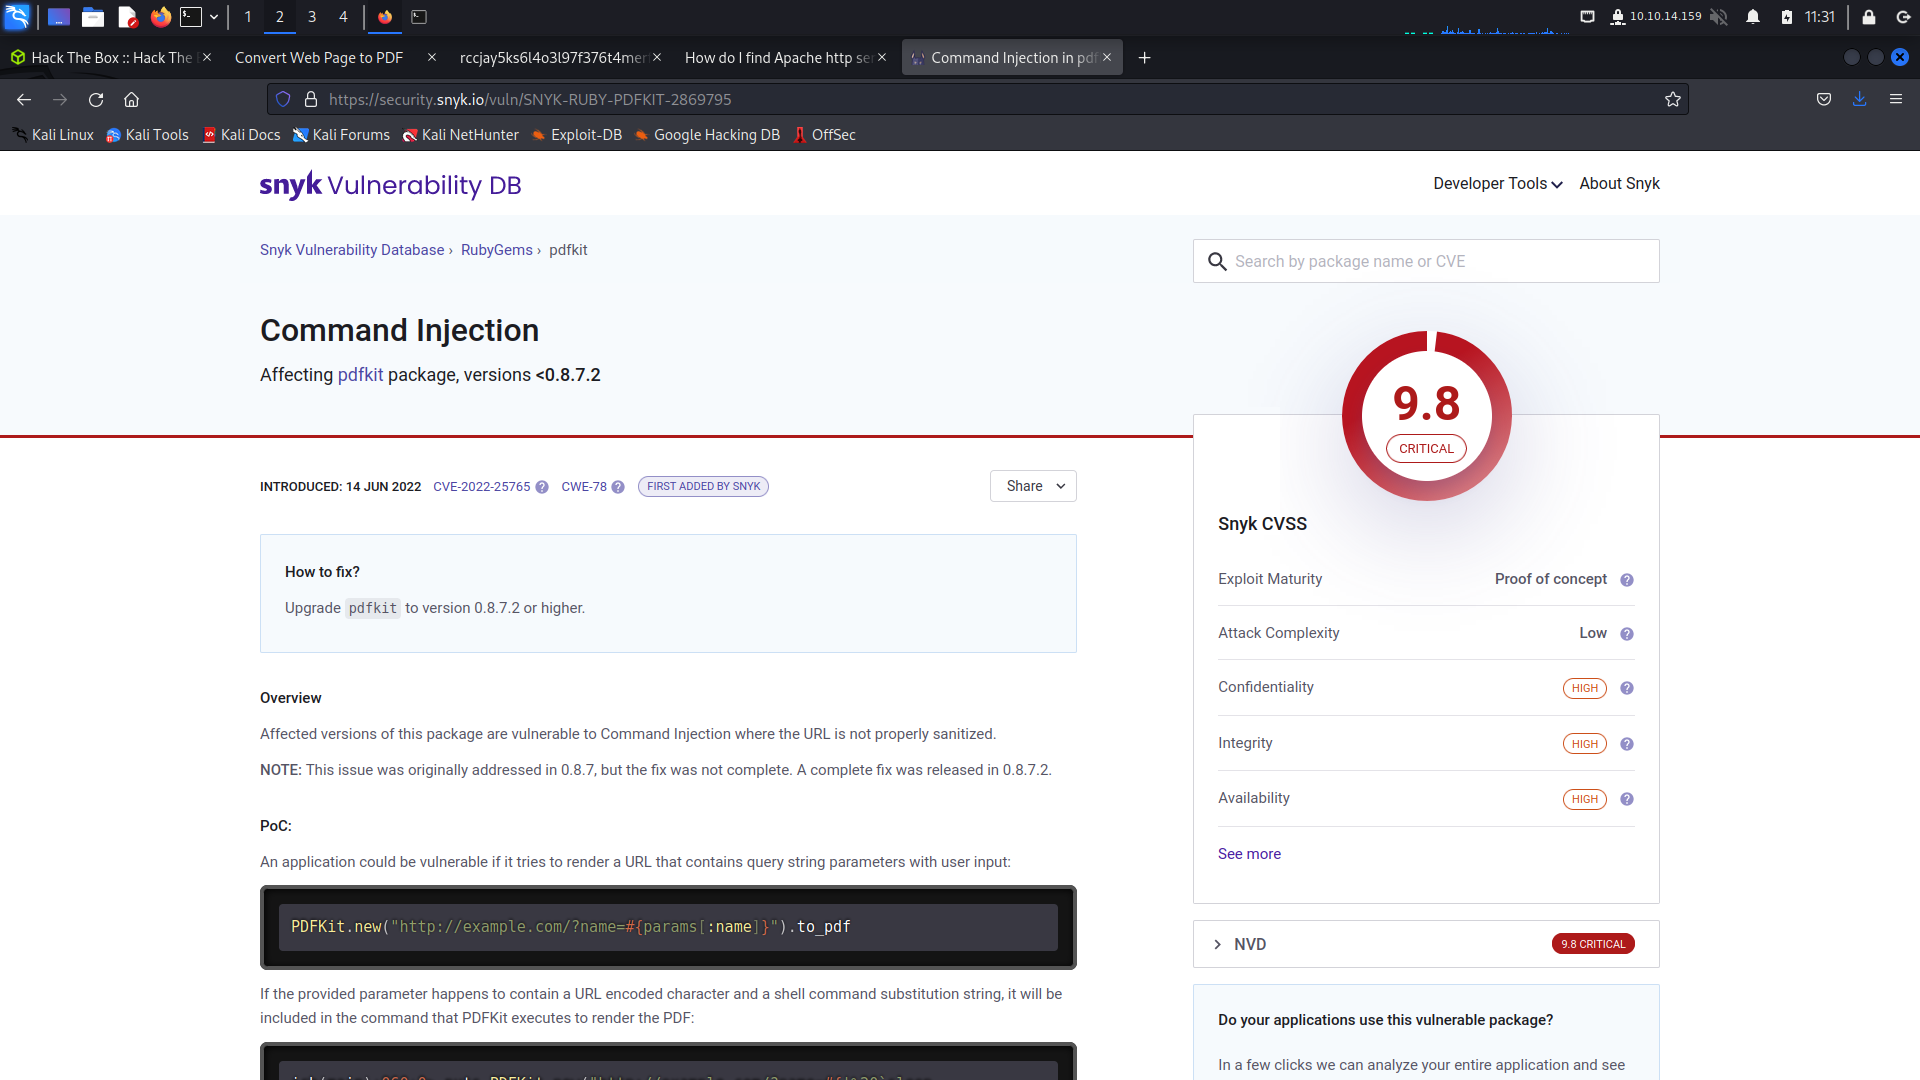 1 2 3 4 10.10.14.159 11:31
Hack The Box :: Hack The Convert Web Page to PDF rccjay5ks6l4o3l97f376t4mer How do I find Apache http se Command Injection in pdf
https://security.snyk.io/vuln/SNYK-RUBY-PDFKIT-2869795
Kali Linux Kali Tools Kali Docs Kali Forums Kali NetHunter Exploit-DB Google Hacking DB OffSec
snyk Vulnerability DB
Developer Tools About Snyk
Snyk Vulnerability Database › RubyGems › pdfkit
Search by package name or CVE
Command Injection
Affecting pdfkit package, versions <0.8.7.2
9.8
CRITICAL
INTRODUCED: 14 JUN 2022 CVE-2022-25765 ? CWE-78 ? FIRST ADDED BY SNYK
Share
How to fix?
Upgrade pdfkit to version 0.8.7.2 or higher.
Overview
Affected versions of this package are vulnerable to Command Injection where the URL is not properly sanitized.
NOTE: This issue was originally addressed in 0.8.7, but the fix was not complete. A complete fix was released in 0.8.7.2.
PoC:
An application could be vulnerable if it tries to render a URL that contains query string parameters with user input:
PDFKit.new("http://example.com/?name=#{params[:name]}").to_pdf
If the provided parameter happens to contain a URL encoded character and a shell command substitution string, it will be
included in the command that PDFKit executes to render the PDF:
Snyk CVSS
Exploit Maturity Proof of concept ?
Attack Complexity Low ?
Confidentiality HIGH ?
Integrity HIGH ?
Availability HIGH ?
See more
NVD 9.8 CRITICAL
Do your applications use this vulnerable package?
In a few clicks we can analyze your entire application and see